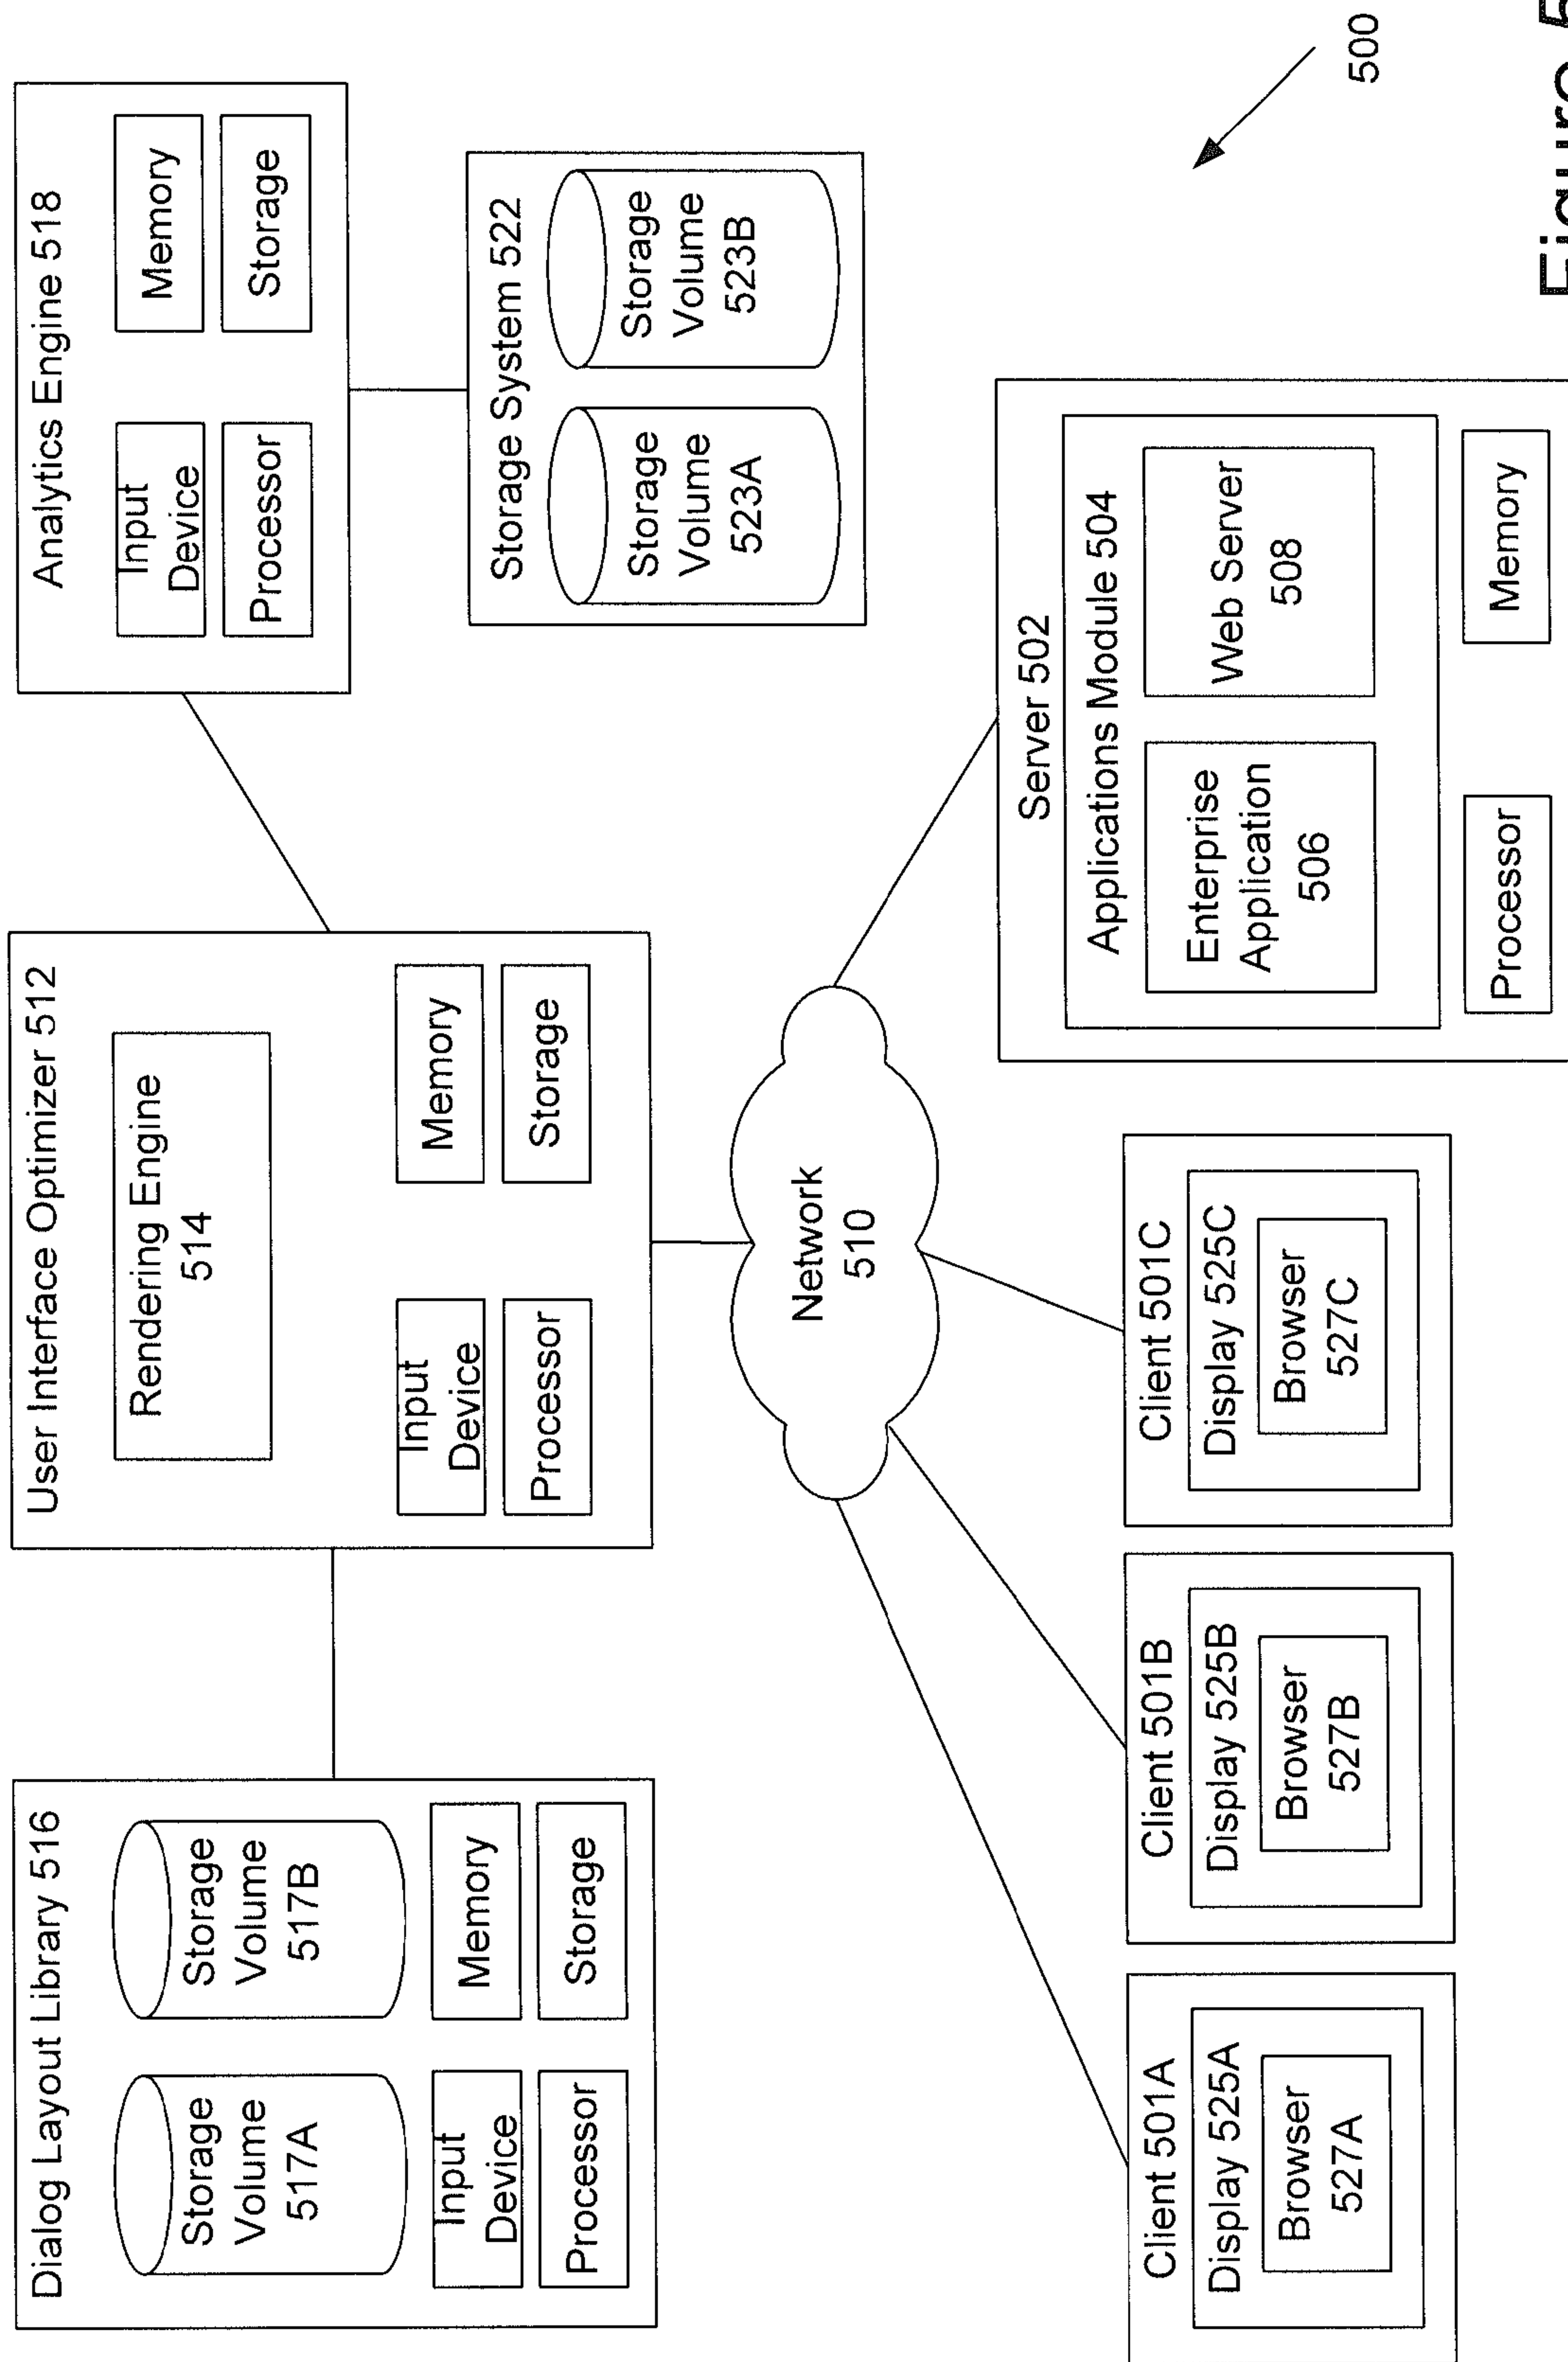 Dialog Layout Library 516
Storage
Volume
517A
Storage
Volume
517B
Input
Device
Memory
Processor
Storage
User Interface Optimizer 512
Rendering Engine
514
Input
Device
Memory
Processor
Storage
Analytics Engine 518
Input
Device
Memory
Processor
Storage
Storage System 522
Storage
Volume
523A
Storage
Volume
523B
Network
510
Client 501A
Display 525A
Browser
527A
Client 501B
Display 525B
Browser
527B
Client 501C
Display 525C
Browser
527C
Server 502
Applications Module 504
Enterprise
Application
506
Web Server
508
Processor
Memory
500
Figure 5